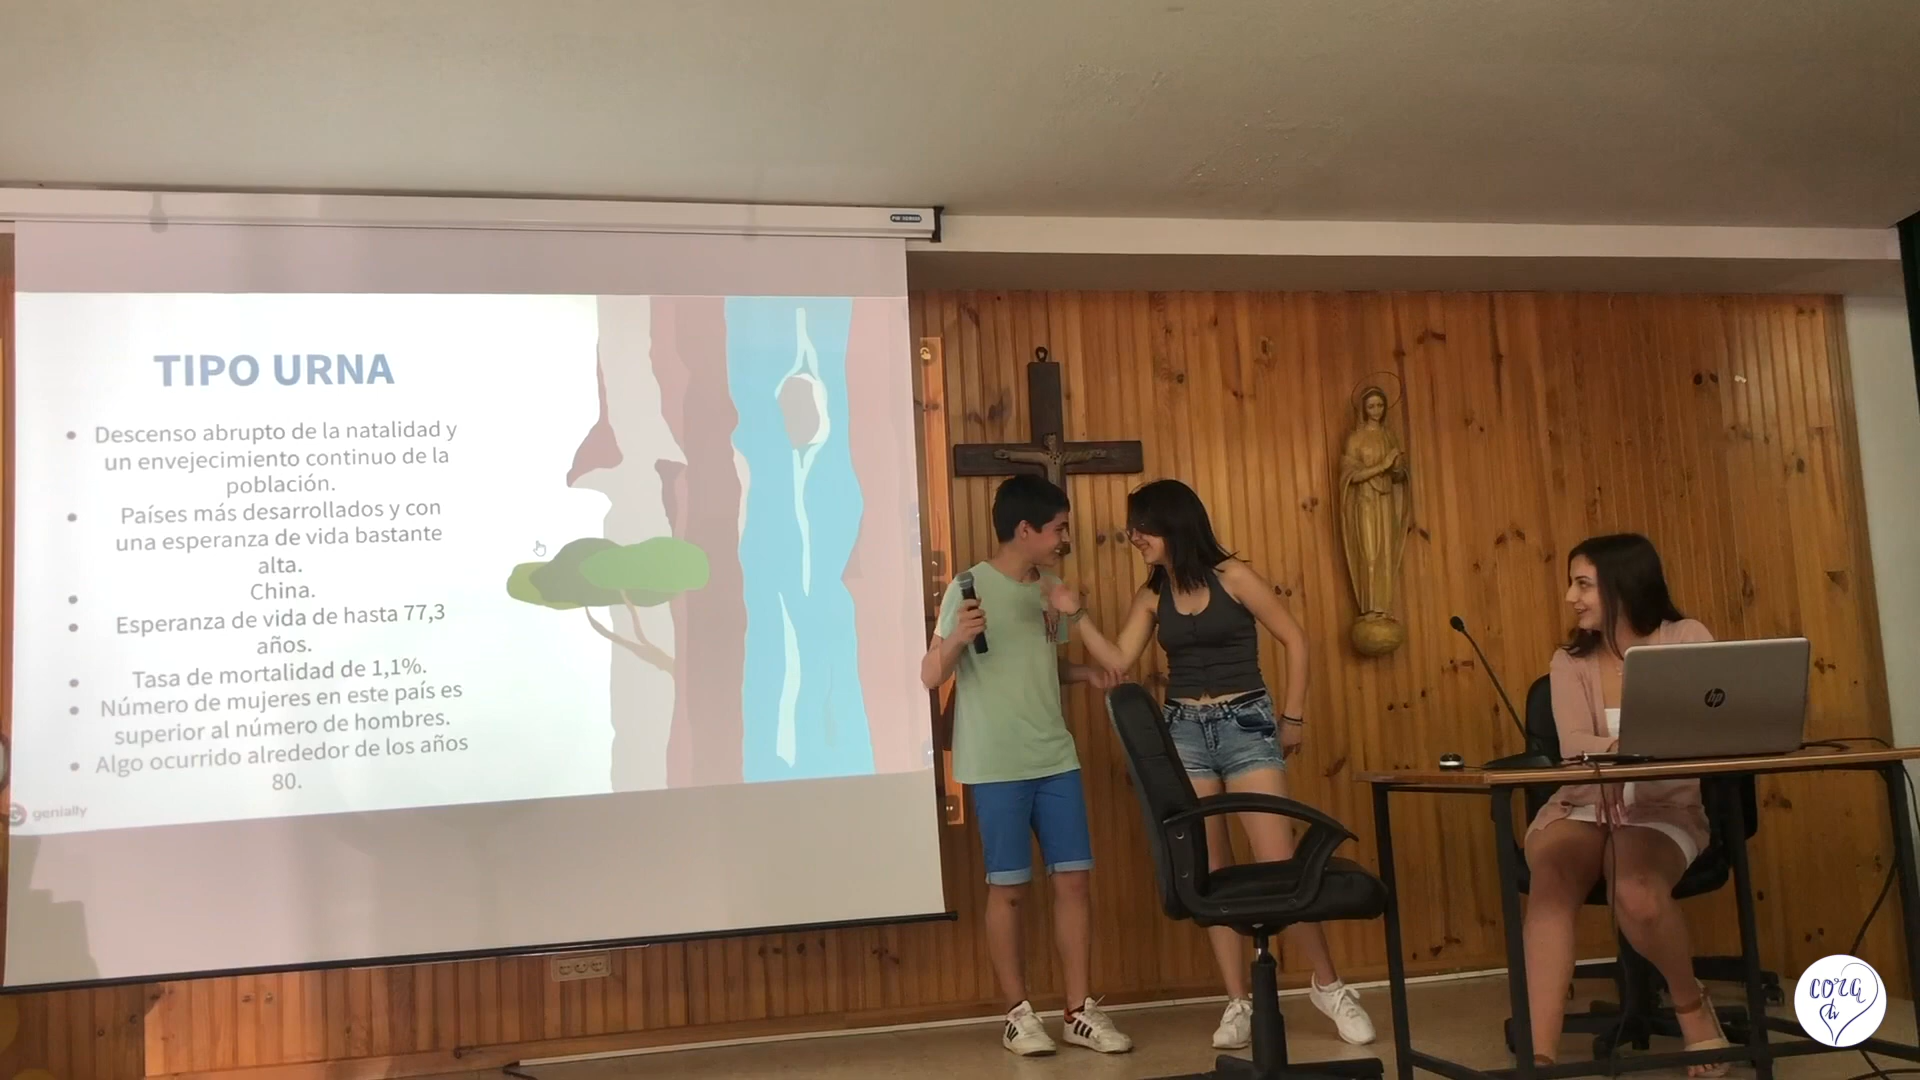 TIPO URNA
• Descenso abrupto de la natalidad y
un envejecimiento continuo de la
población.
• Países más desarrollados y con
una esperanza de vida bastante
alta.
• China.
• Esperanza de vida de hasta 77,3
años.
• Tasa de mortalidad de 1,1%.
• Número de mujeres en este país es
superior al número de hombres.
• Algo ocurrido alrededor de los años
80.
genially
hp
cora
tv